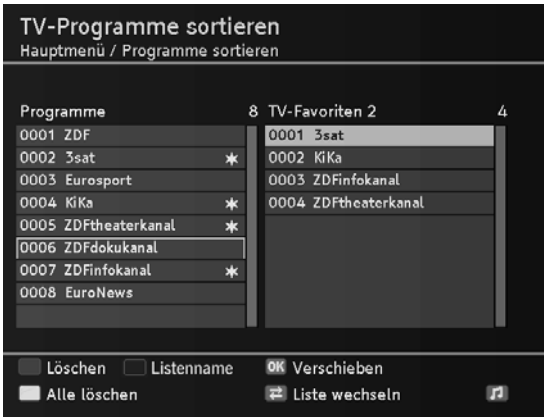 TV-Programme sortieren
Hauptmenü / Programme sortieren
Programme 8
0001 ZDF
0002 3sat
0003 Eurosport
0004 KiKa
0005 ZDFtheaterkanal
0006 ZDFdokukanal
0007 ZDFinfokanal
0008 EuroNews
TV-Favoriten 2 4
0001 3sat
0002 KiKa
0003 ZDFinfokanal
0004 ZDFtheaterkanal
Löschen Listenname OK Verschieben
Alle löschen Liste wechseln